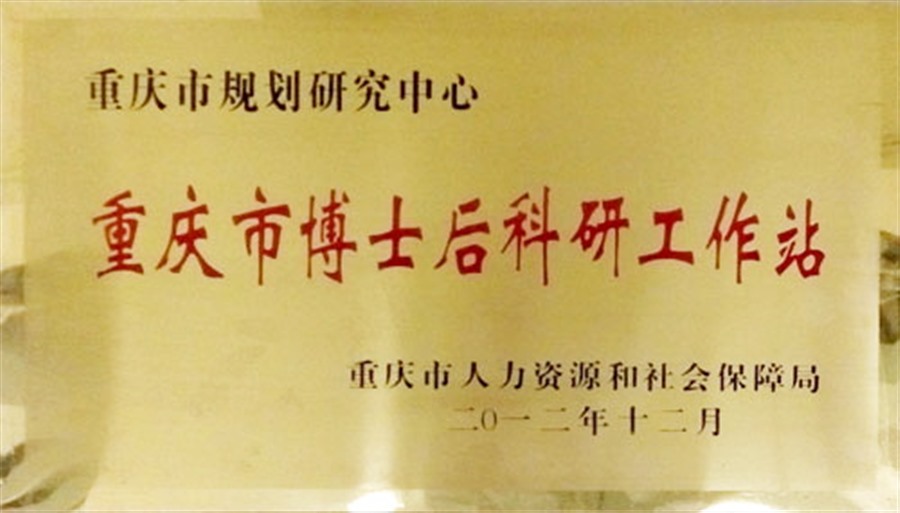 重庆市规划研究中心
重庆市博士后科研工作站
重庆市人力资源和社会保障局
二〇一二年十二月